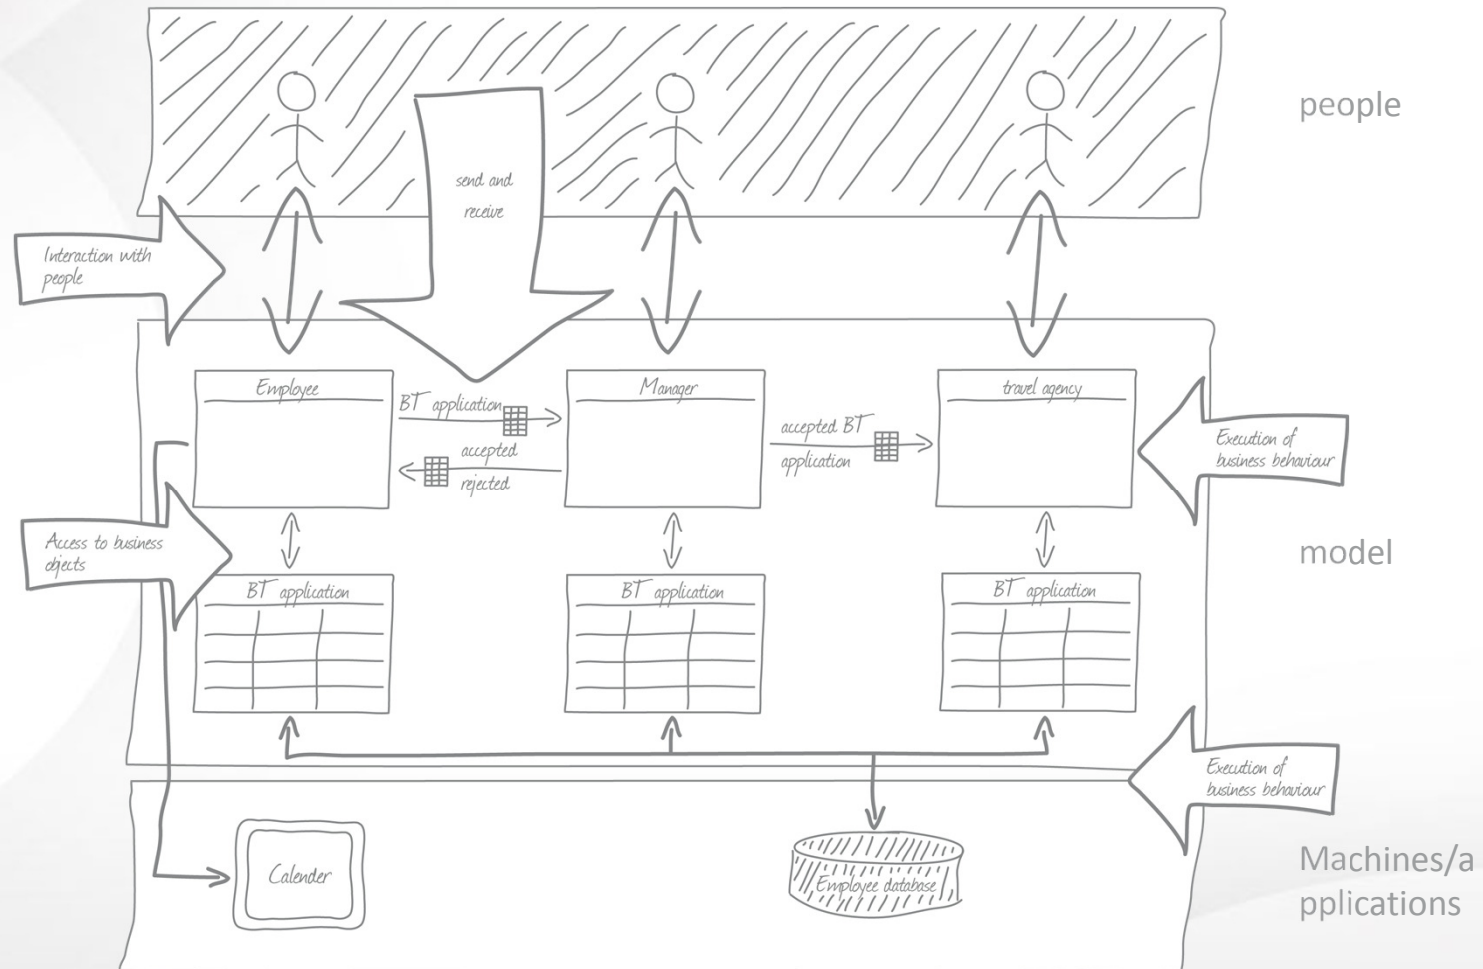 people
send and
receive
Interaction with
people
Employee
Manager
travel agency
BT application
accepted
rejected
accepted BT
application
Execution of
business behaviour
Access to business
objects
model
BT application
BT application
BT application
Execution of
business behaviour
Machines/a
pplications
Calender
Employee database